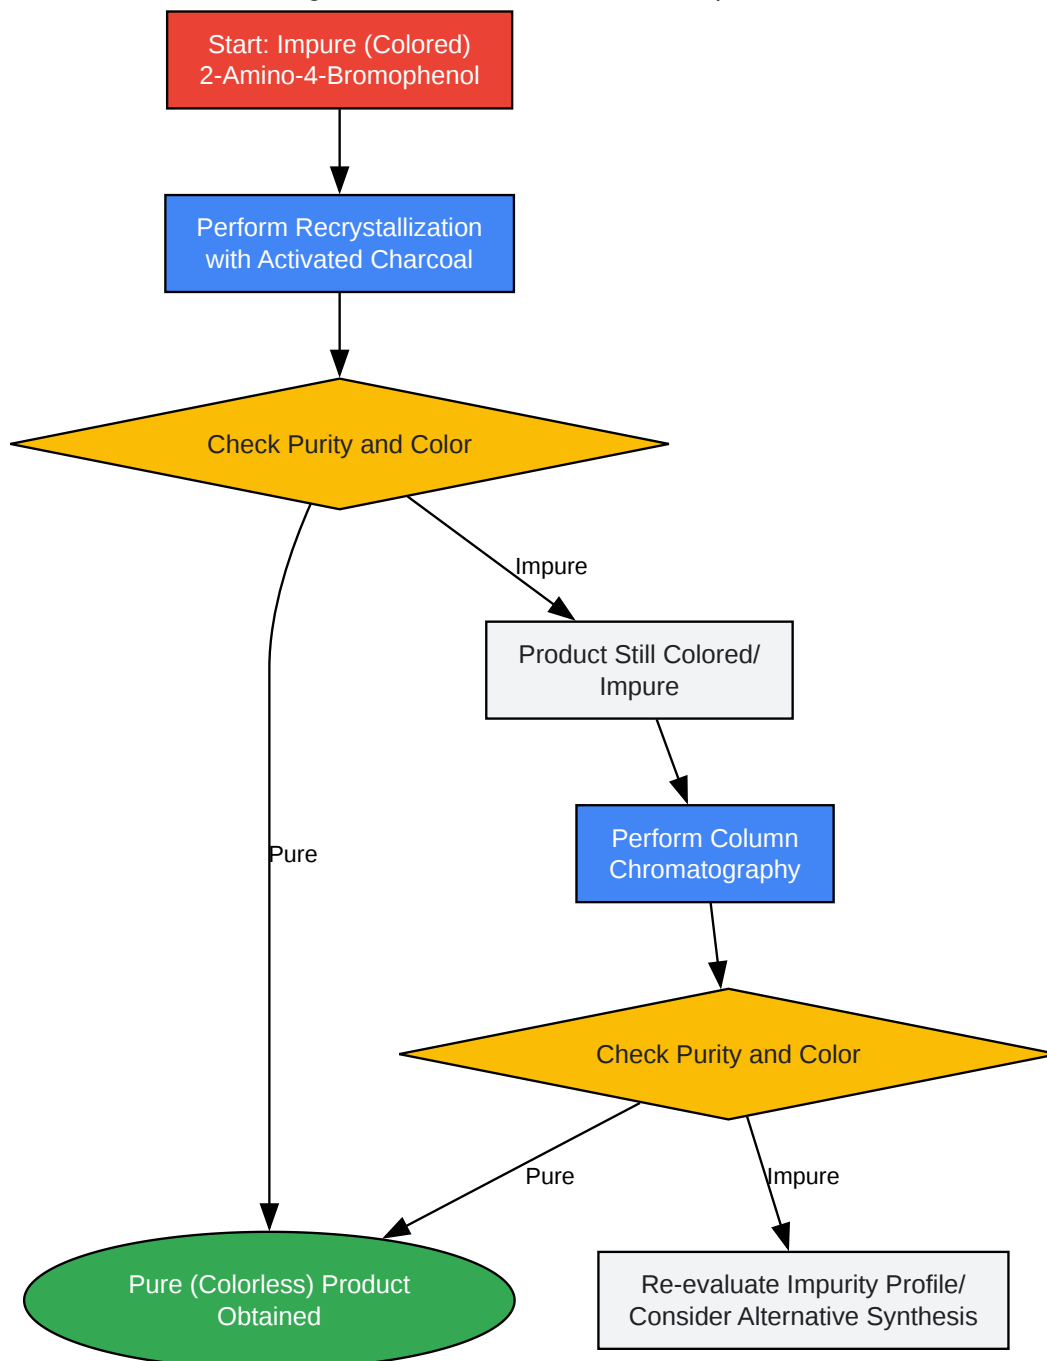 Start: Impure (Colored)
2-Amino-4-Bromophenol
Perform Recrystallization
with Activated Charcoal
Check Purity and Color
Impure
Product Still Colored/
Impure
Perform Column
Chromatography
Pure
Check Purity and Color
Pure
Impure
Pure (Colorless) Product
Obtained
Re-evaluate Impurity Profile/
Consider Alternative Synthesis